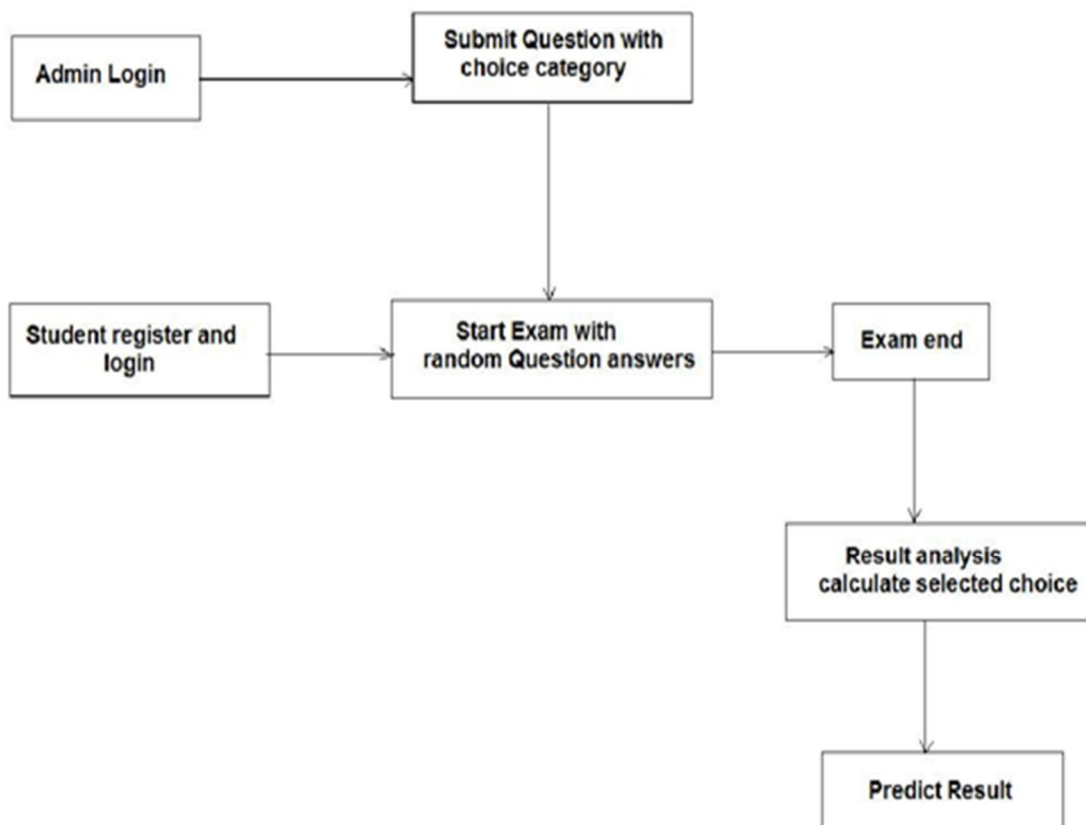 Submit Question with
choice category
Admin Login
Student register and
login
Start Exam with
random Question answers
Exam end
Result analysis
calculate selected choice
Predict Result